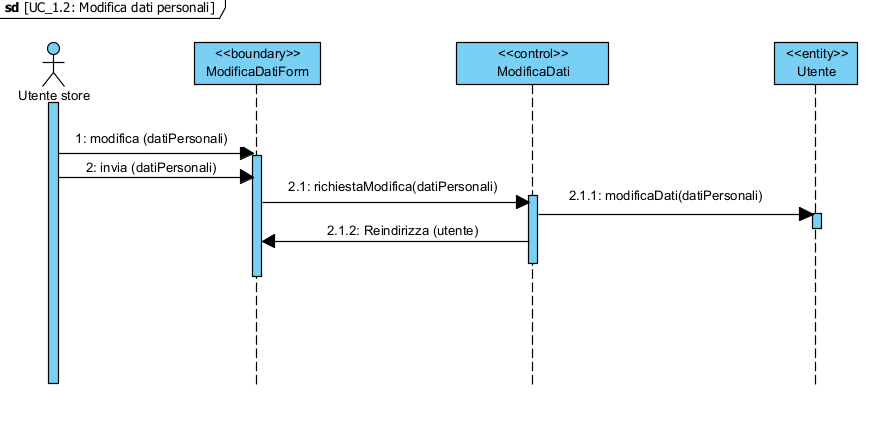 sd [UC_1.2: Modifica dati personali]
Utente store
<<boundary>>
ModificaDatiForm
<<control>>
ModificaDati
<<entity>>
Utente
1: modifica (datiPersonali)
2: invia (datiPersonali)
2.1: richiestaModifica(datiPersonali)
2.1.1: modificaDati(datiPersonali)
2.1.2: Reindirizza (utente)